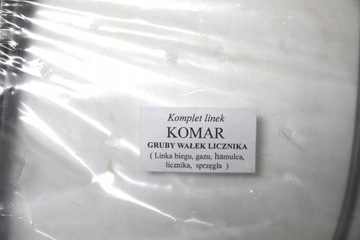 Komplet linek
KOMAR
GRUBY WAŁEK LICZNIKA
( Linka biegu, gazu, hamulca,
licznika, sprzęgła )